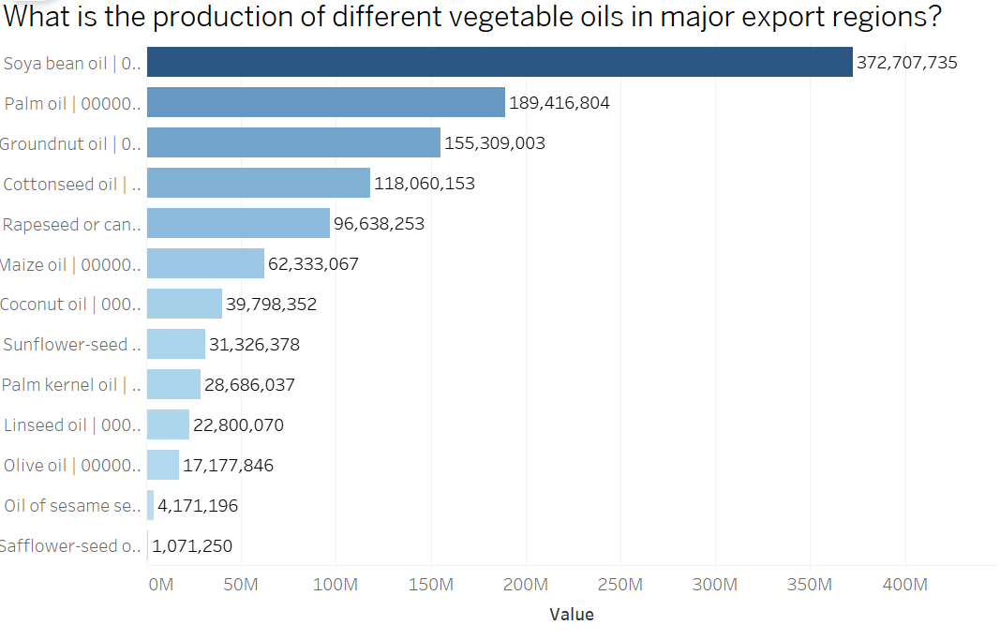 What is the production of different vegetable oils in major export regions?
Soya bean oil | 0.. 372,707,735
Palm oil | 00000.. 189,416,804
Groundnut oil | 0.. 155,309,003
Cottonseed oil | .. 118,060,153
Rapeseed or can.. 96,638,253
Maize oil | 00000.. 62,333,067
Coconut oil | 000.. 39,798,352
Sunflower-seed .. 31,326,378
Palm kernel oil | .. 28,686,037
Linseed oil | 000.. 22,800,070
Olive oil | 00000.. 17,177,846
Oil of sesame se.. 4,171,196
Safflower-seed o.. 1,071,250
0M 50M 100M 150M 200M 250M 300M 350M 400M
Value